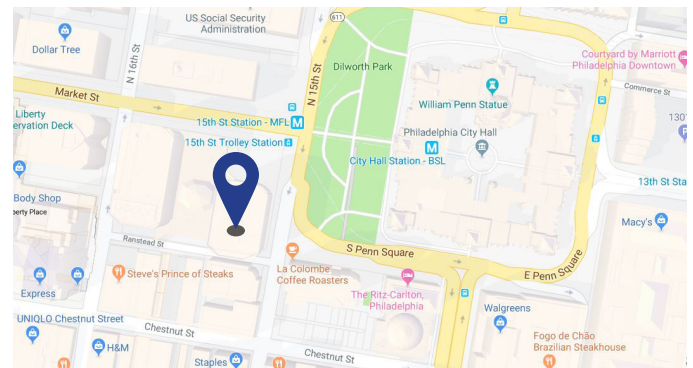 US Social Security
Administration
611
Dollar Tree
N 16th St
N 15th St
Dilworth Park
Courtyard by Marriott
Philadelphia Downtown
Commerce St
Market St
William Penn Statue
Liberty
ervation Deck
15th St Station - MFL
M
1301
Philadelphia City Hall
15th St Trolley Station
M
City Hall Station - BSL
13th St Sta
Body Shop
berty Place
Macy's
Ranstead St
S Penn Square
E Penn Square
Steve's Prince of Steaks
La Colombe
Coffee Roasters
Express
The Ritz-Carlton,
Philadelphia
Walgreens
UNIQLO Chestnut Street
Chestnut St
H&M
Staples
Chestnut St
Fogo de Chão
Brazilian Steakhouse